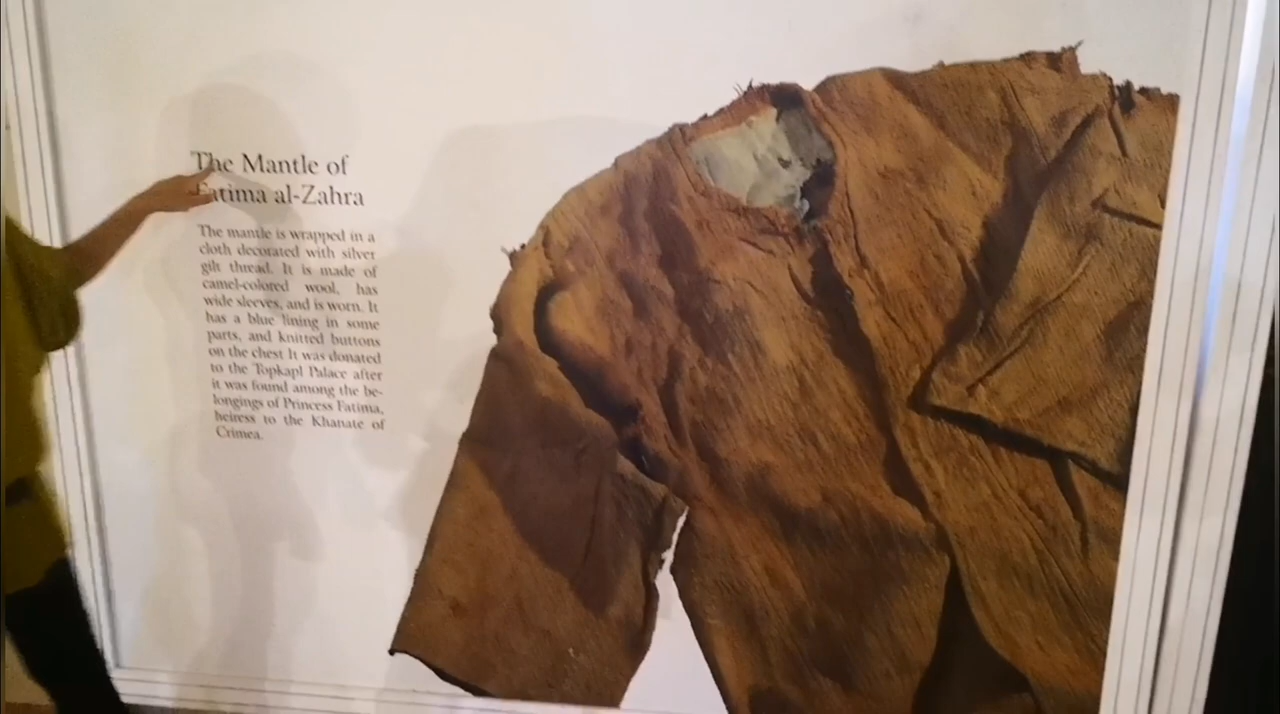 The Mantle of
Fatima al-Zahra
The mantle is wrapped in a
cloth decorated with silver
gilt thread. It is made of
camel-colored wool, has
wide sleeves, and is worn. It
has a blue lining in some
parts, and knitted buttons
on the chest It was donated
to the Topkapl Palace after
it was found among the be-
longings of Princess Fatima,
heiress to the Khanate of
Crimea.